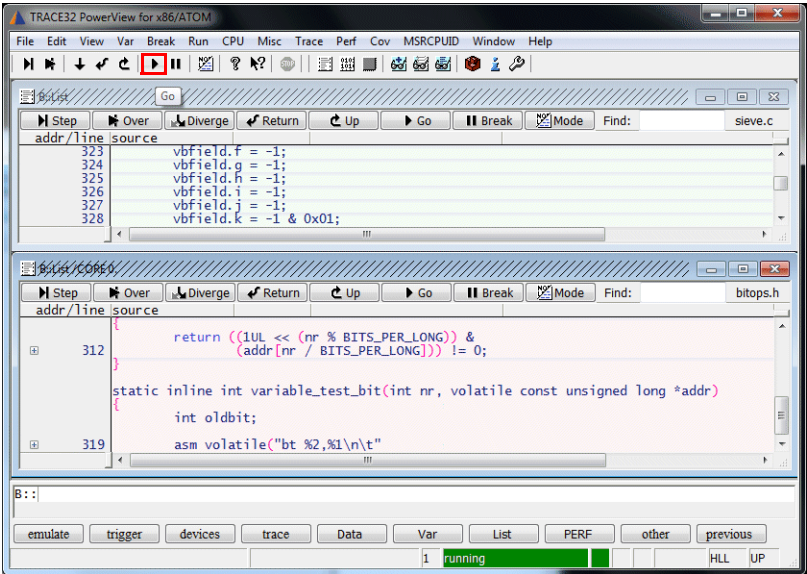 TRACE32 PowerView for x86/ATOM
File Edit View Var Break Run CPU Misc Trace Perf Cov MSRCPUID Window Help
B::List
Go
Step Over Diverge Return Up Go Break Mode Find: sieve.c
addr/line source
323 vbfield.f = -1;
324 vbfield.g = -1;
325 vbfield.h = -1;
326 vbfield.i = -1;
327 vbfield.j = -1;
328 vbfield.k = -1 & 0x01;
B::List /CORE 0.
Step Over Diverge Return Up Go Break Mode Find: bitops.h
addr/line source
{
return ((1UL << (nr % BITS_PER_LONG)) &
312 (addr[nr / BITS_PER_LONG])) != 0;
}
static inline int variable_test_bit(int nr, volatile const unsigned long *addr)
{
int oldbit;
319 asm volatile("bt %2,%1\n\t"
B::
emulate trigger devices trace Data Var List PERF other previous
1 running HLL UP